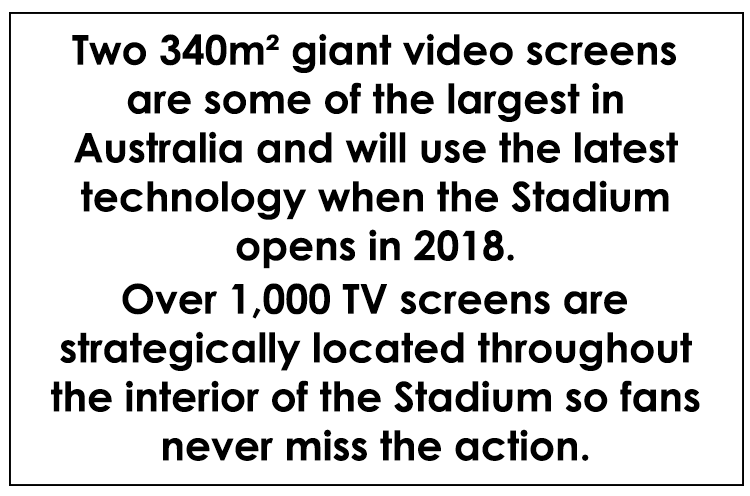 Two 340m² giant video screens
are some of the largest in
Australia and will use the latest
technology when the Stadium
opens in 2018.
Over 1,000 TV screens are
strategically located throughout
the interior of the Stadium so fans
never miss the action.